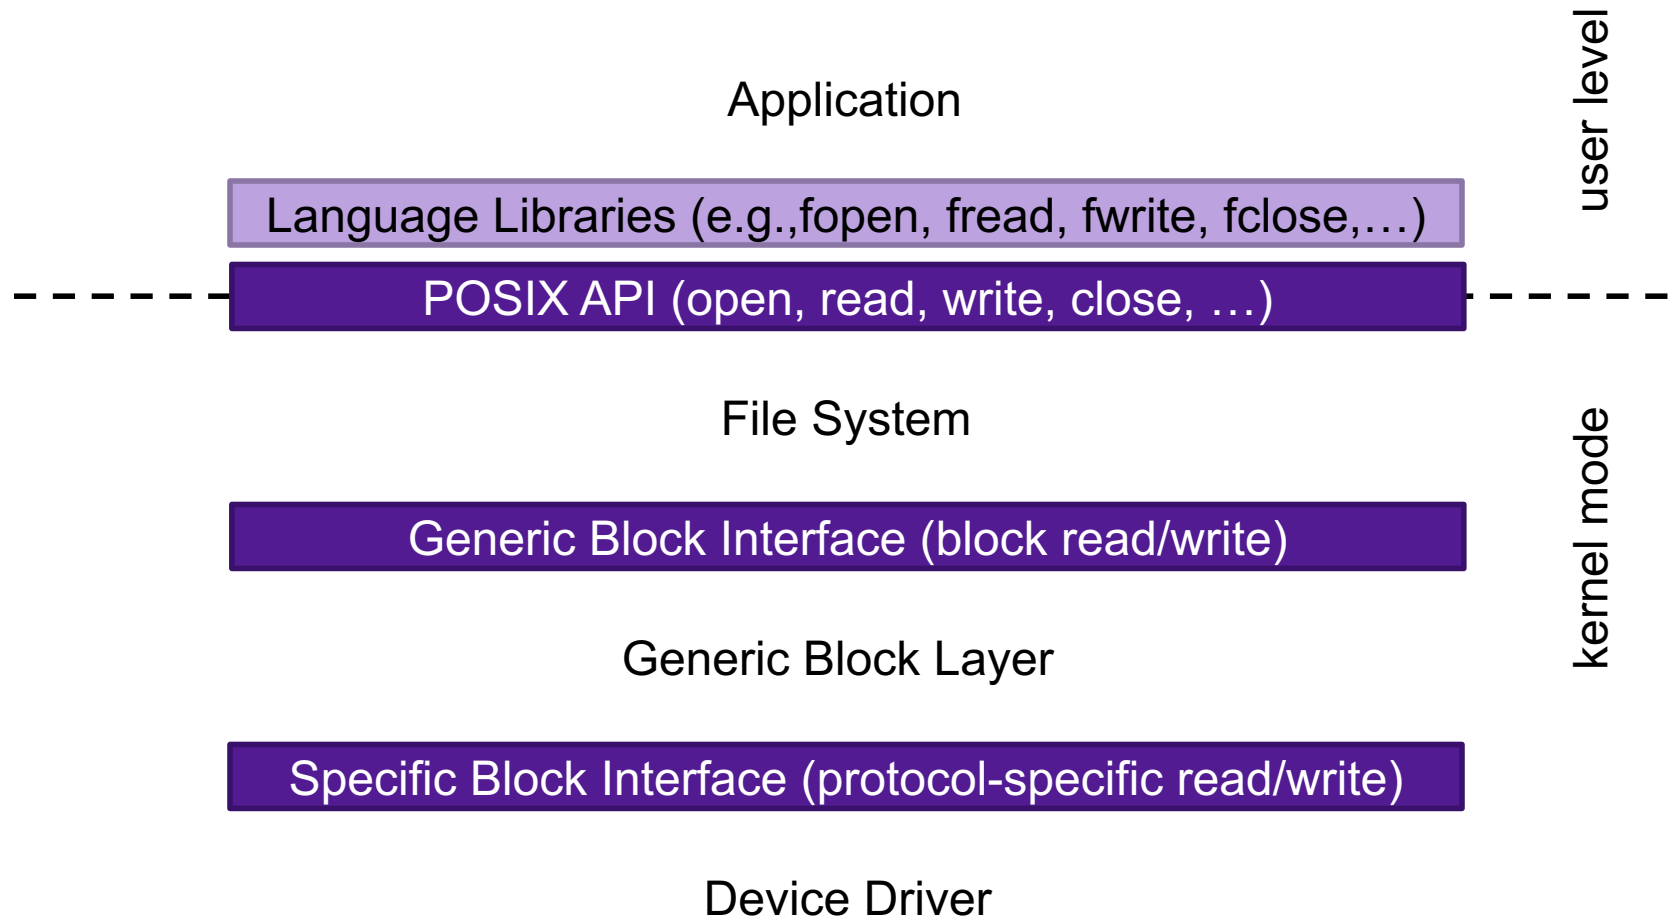 user level
Application
Language Libraries (e.g.,fopen, fread, fwrite, fclose,…)
POSIX API (open, read, write, close, …)
File System
kernel mode
Generic Block Interface (block read/write)
Generic Block Layer
Specific Block Interface (protocol-specific read/write)
Device Driver